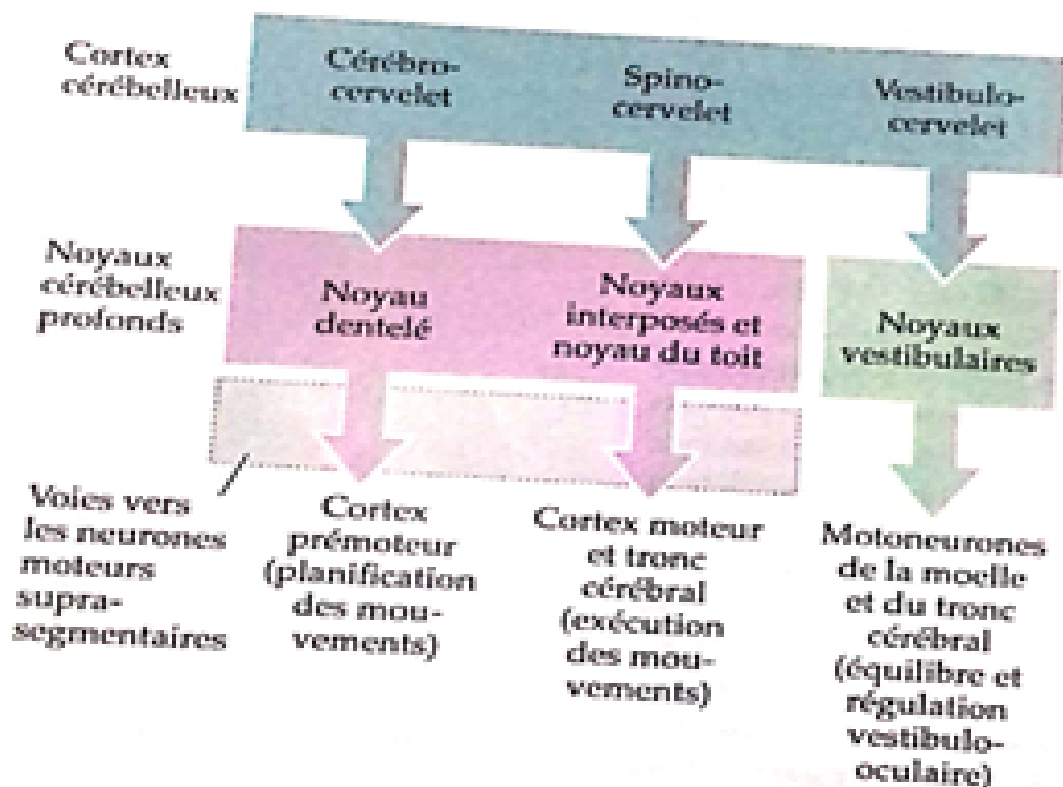 Cortex
cérébelleux
Cérébro-
cervelet
Spino-
cervelet
Vestibulo-
cervelet
Noyaux
cérébelleux
profonds
Noyau
dentelé
Noyaux
interposés et
noyau du toit
Noyaux
vestibulaires
Voies vers
les neurones
moteurs
supra-
segmentaires
Cortex
prémoteur
(planification
des mou-
vements)
Cortex moteur
et tronc
cérébral
(exécution
des mou-
vements)
Motoneurones
de la moelle
et du tronc
cérébral
(équilibre et
régulation
vestibulo-
oculaire)